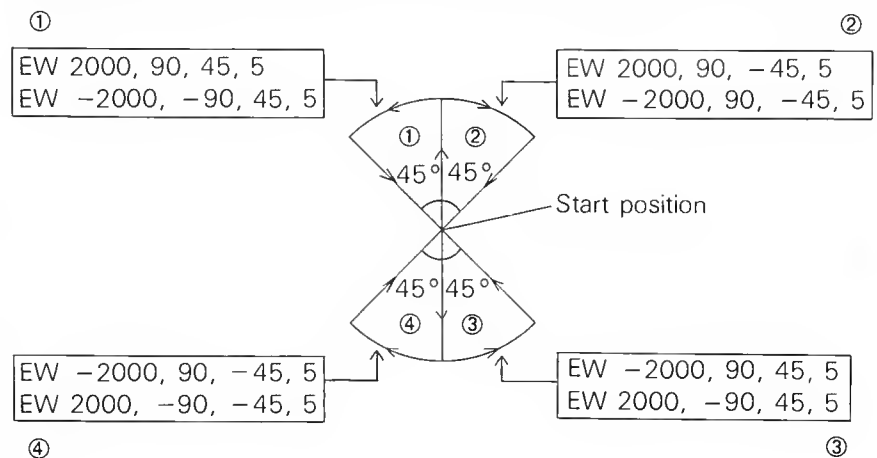 ①
②
EW 2000, 90, 45, 5
EW −2000, −90, 45, 5
EW 2000, 90, −45, 5
EW −2000, 90, −45, 5
① ②
45° 45°
Start position
45° 45°
④ ③
EW −2000, 90, −45, 5
EW 2000, −90, −45, 5
EW −2000, 90, 45, 5
EW 2000, −90, 45, 5
④
③